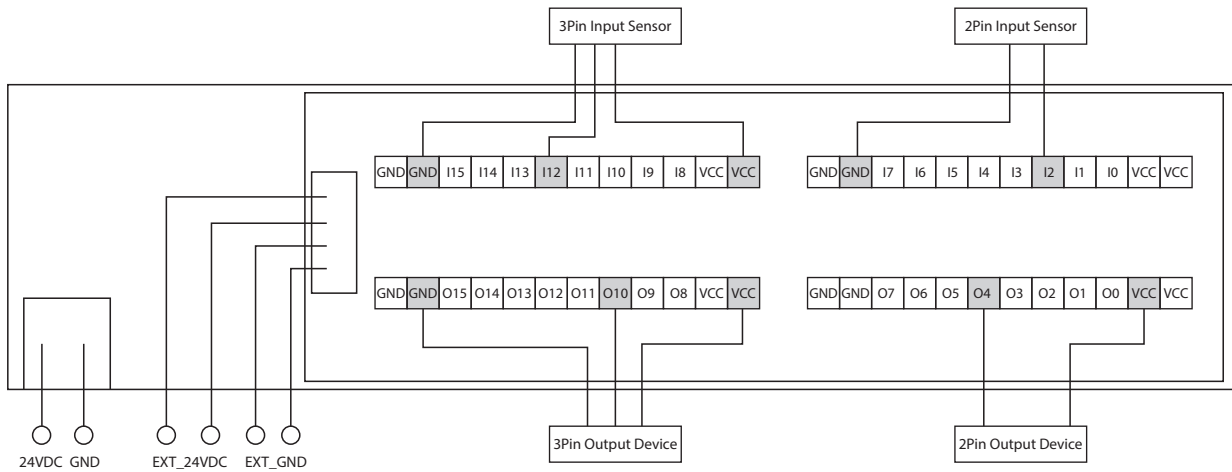 3Pin Input Sensor 2Pin Input Sensor
GND GND I15 I14 I13 I12 I11 I10 I9 I8 VCC VCC GND GND I7 I6 I5 I4 I3 I2 I1 I0 VCC VCC
GND GND O15 O14 O13 O12 O11 O10 O9 O8 VCC VCC GND GND O7 O6 O5 O4 O3 O2 O1 O0 VCC VCC
3Pin Output Device 2Pin Output Device
24VDC GND EXT_24VDC EXT_GND